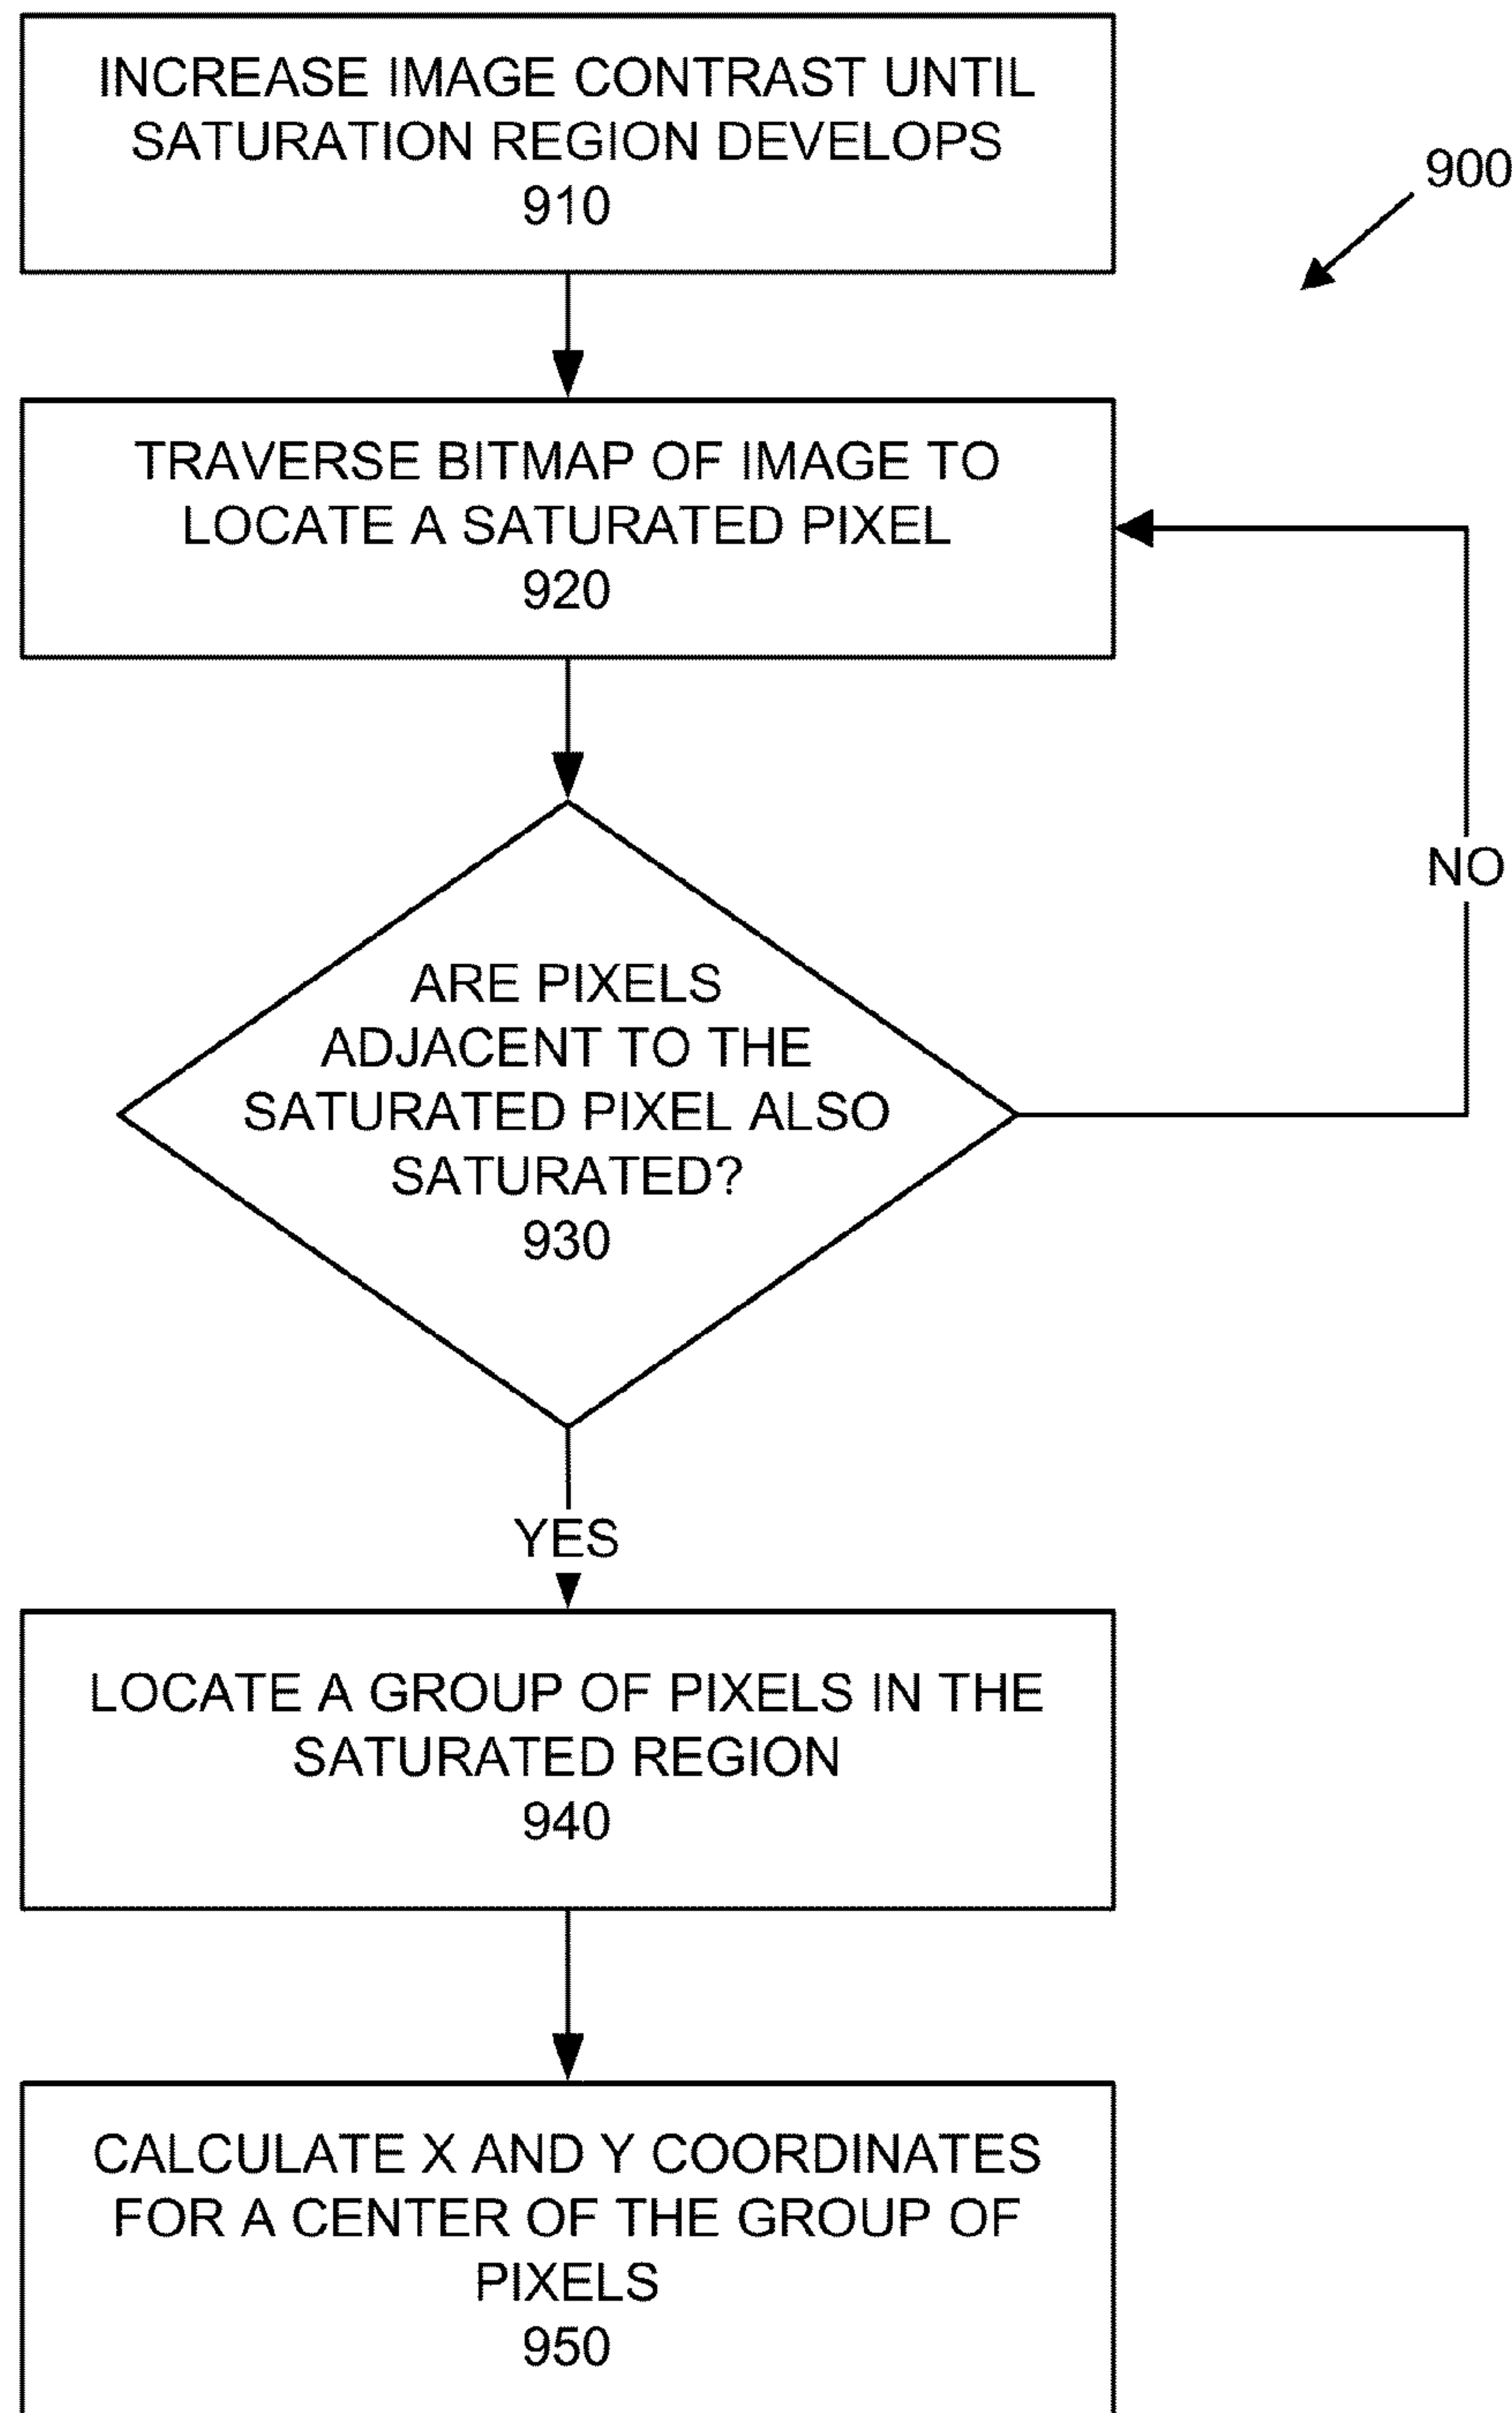 INCREASE IMAGE CONTRAST UNTIL
SATURATION REGION DEVELOPS
910
900
TRAVERSE BITMAP OF IMAGE TO
LOCATE A SATURATED PIXEL
920
NO
ARE PIXELS
ADJACENT TO THE
SATURATED PIXEL ALSO
SATURATED?
930
YES
LOCATE A GROUP OF PIXELS IN THE
SATURATED REGION
940
CALCULATE X AND Y COORDINATES
FOR A CENTER OF THE GROUP OF
PIXELS
950